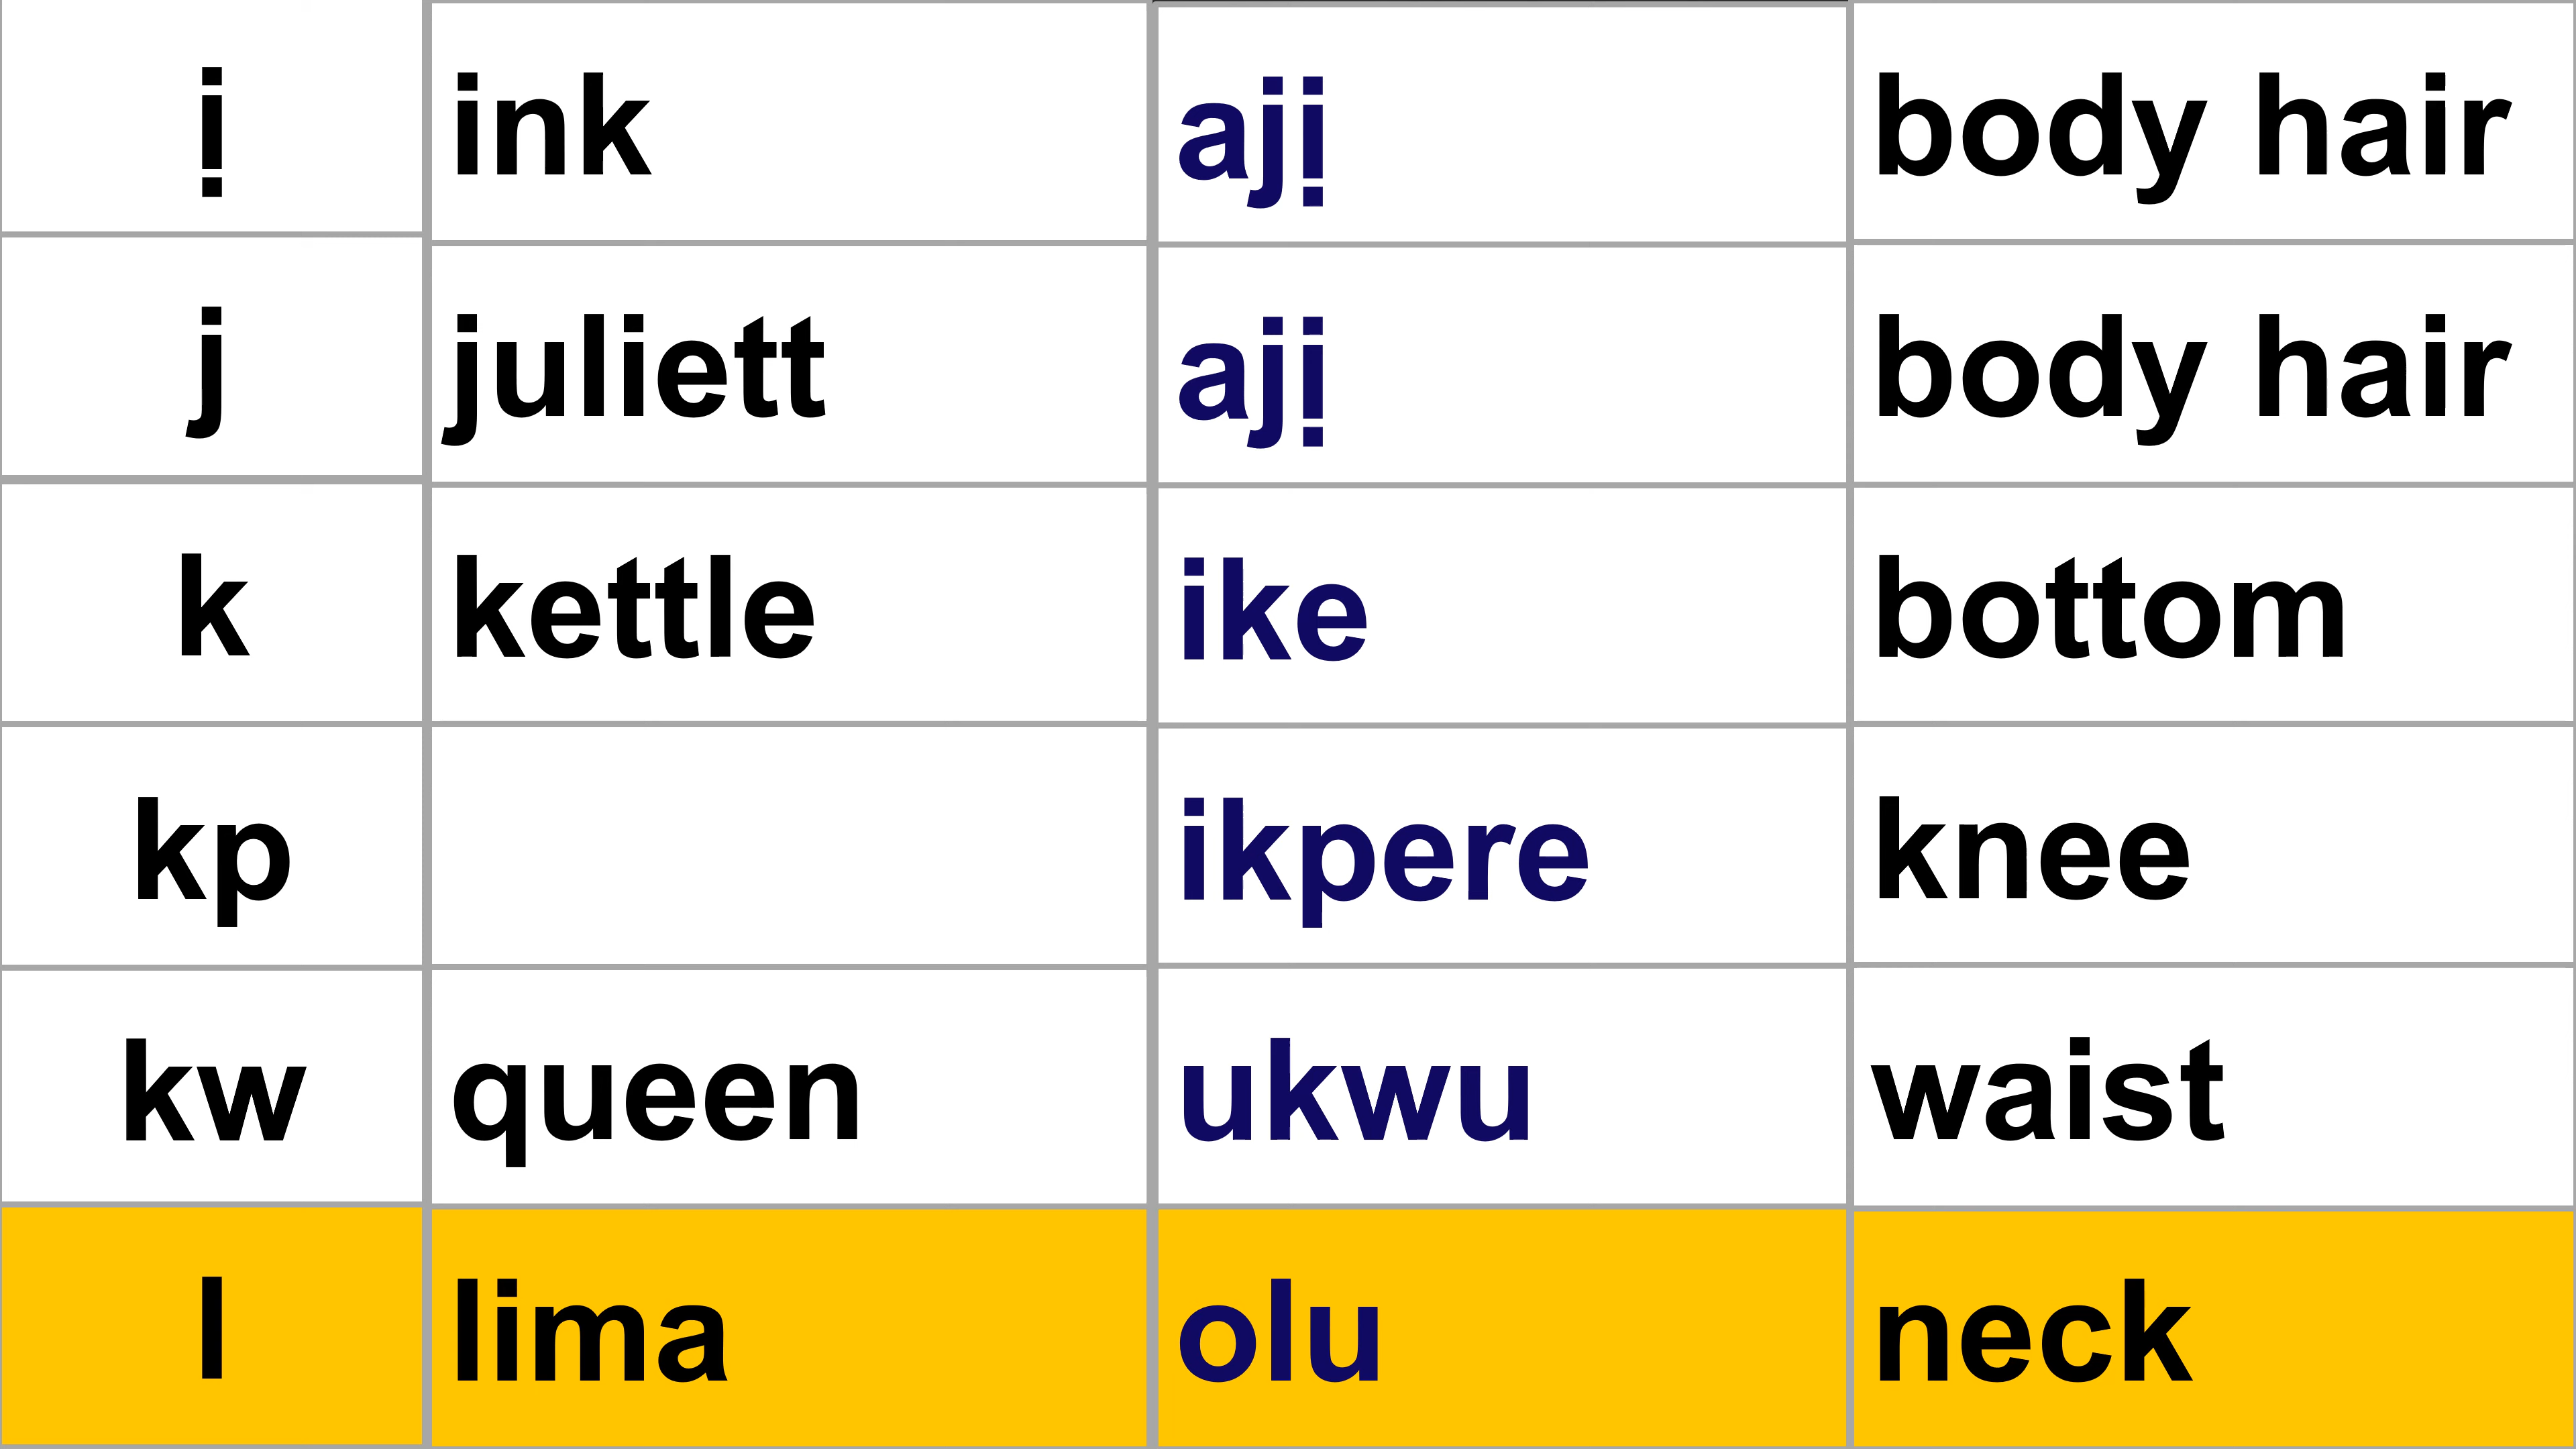 ị ink ajị body hair
j juliett ajị body hair
k kettle ike bottom
kp ikpere knee
kw queen ukwu waist
l lima olu neck